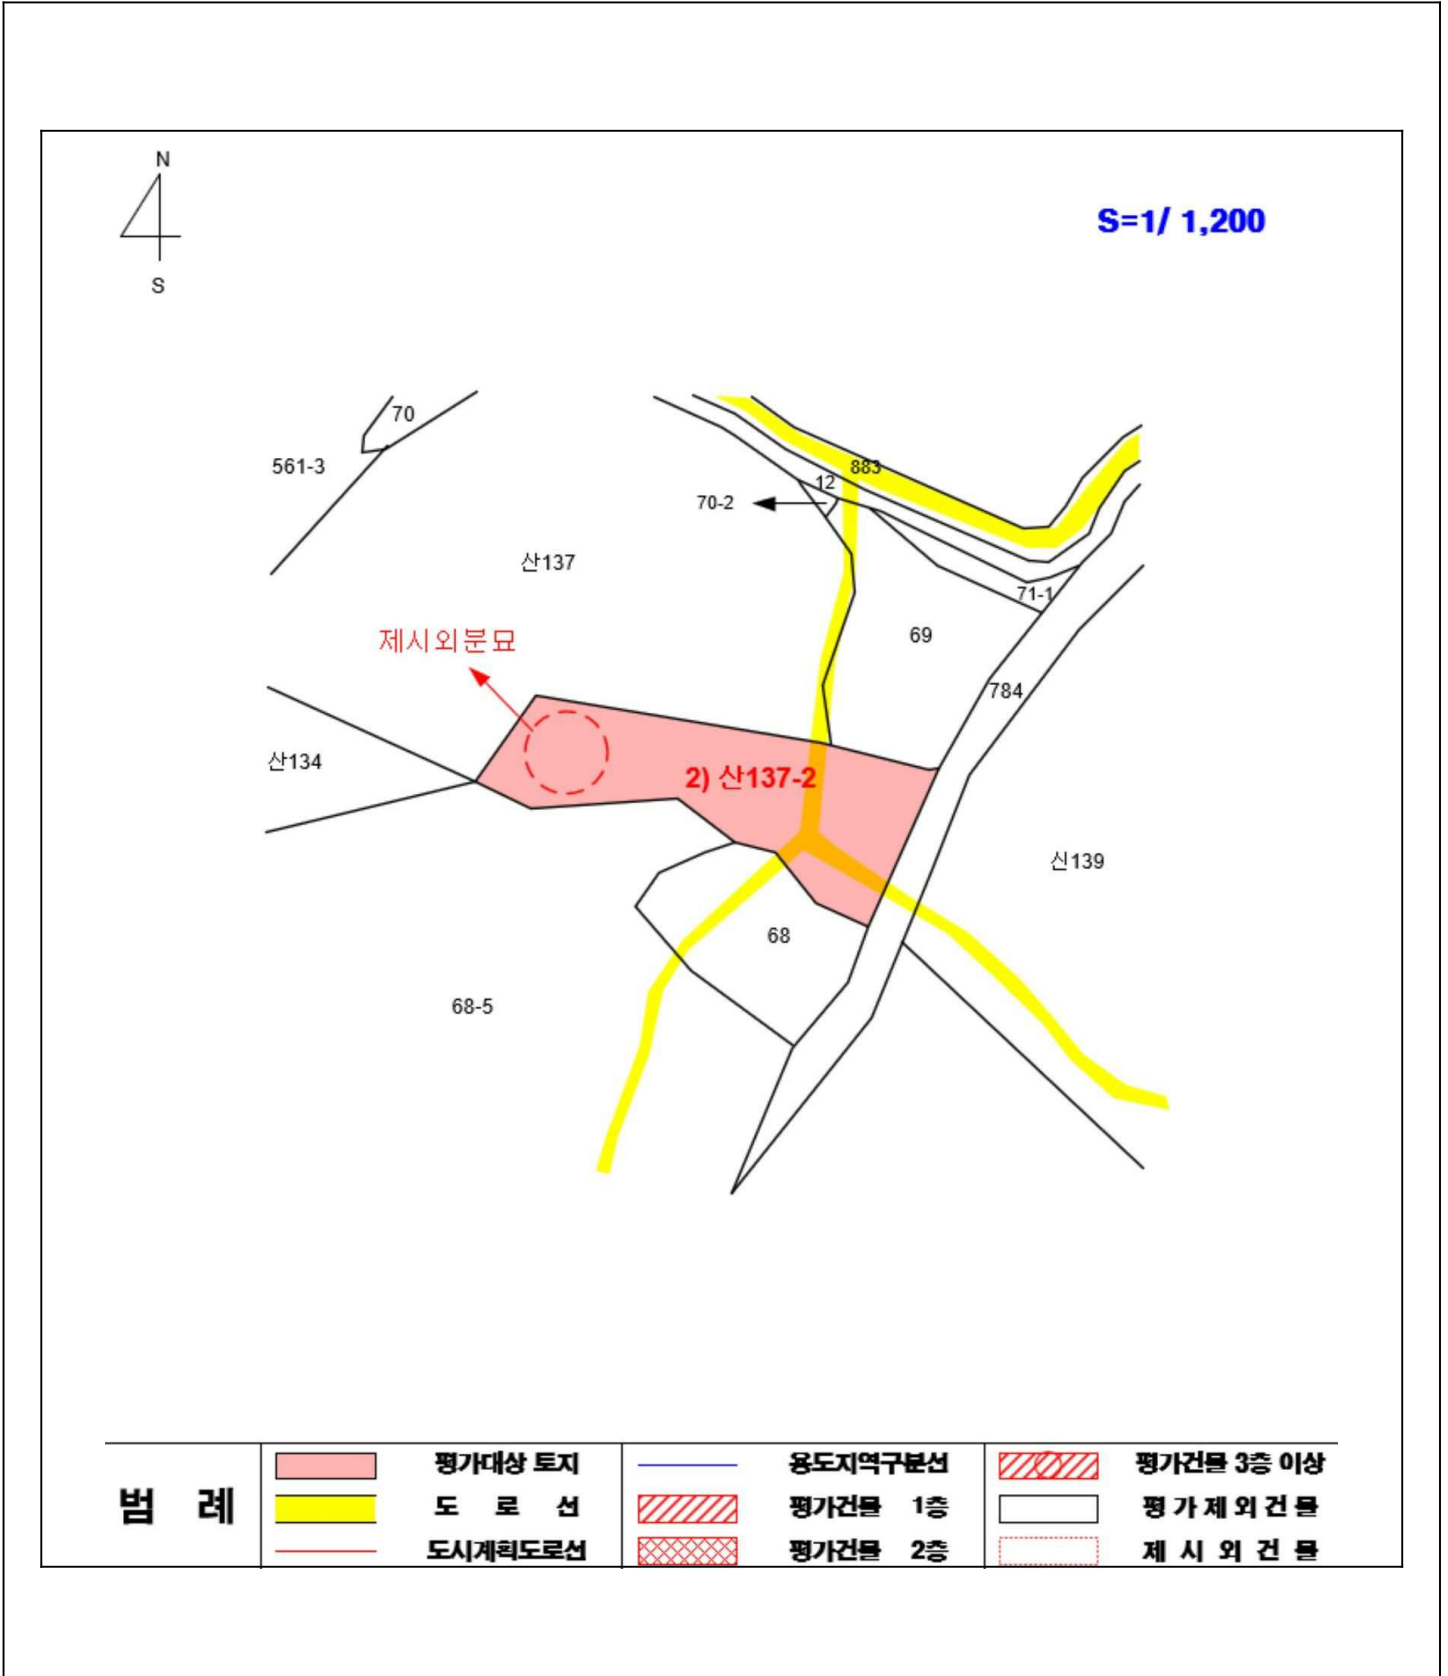 N
S
S=1/ 1,200
70
561-3
883
12
70-2
산137
71-1
69
제시외분묘
784
산134
2) 산137-2
신139
68
68-5
범 례
평가대상 토지
도 로 선
도시계획도로선
용도지역구분선
평가건물 1층
평가건물 2층
평가건물 3층 이상
평가제외건물
제 시 외 건 물